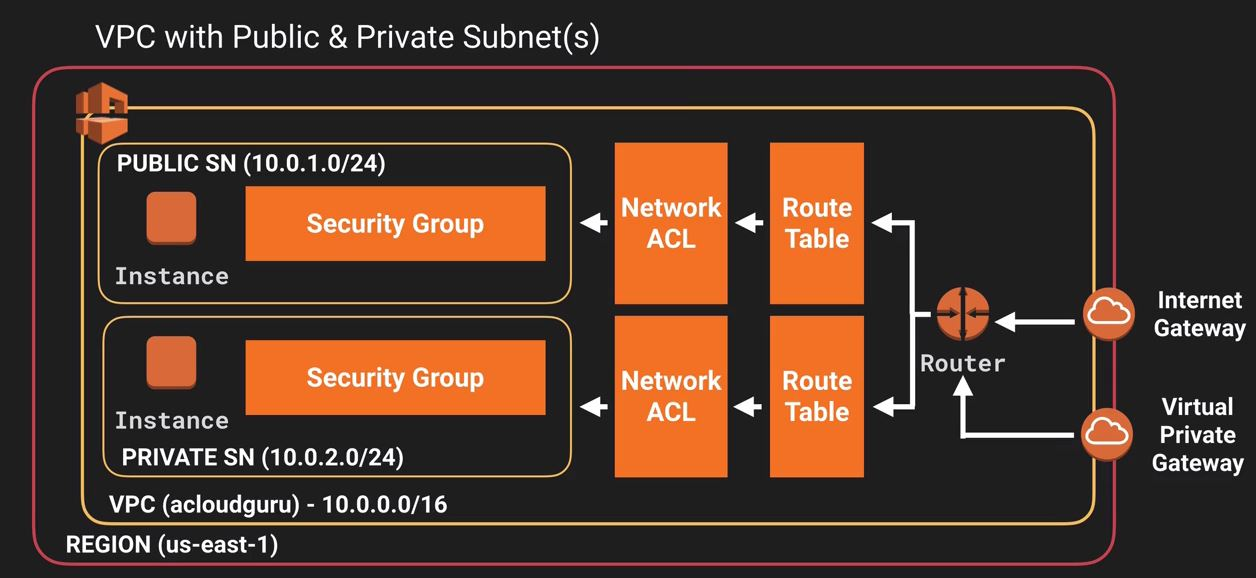 VPC with Public & Private Subnet(s)
PUBLIC SN (10.0.1.0/24)
Instance
Security Group
Network
ACL
Route
Table
Instance
Security Group
PRIVATE SN (10.0.2.0/24)
Network
ACL
Route
Table
Router
Internet
Gateway
Virtual
Private
Gateway
VPC (acloudguru) - 10.0.0.0/16
REGION (us-east-1)